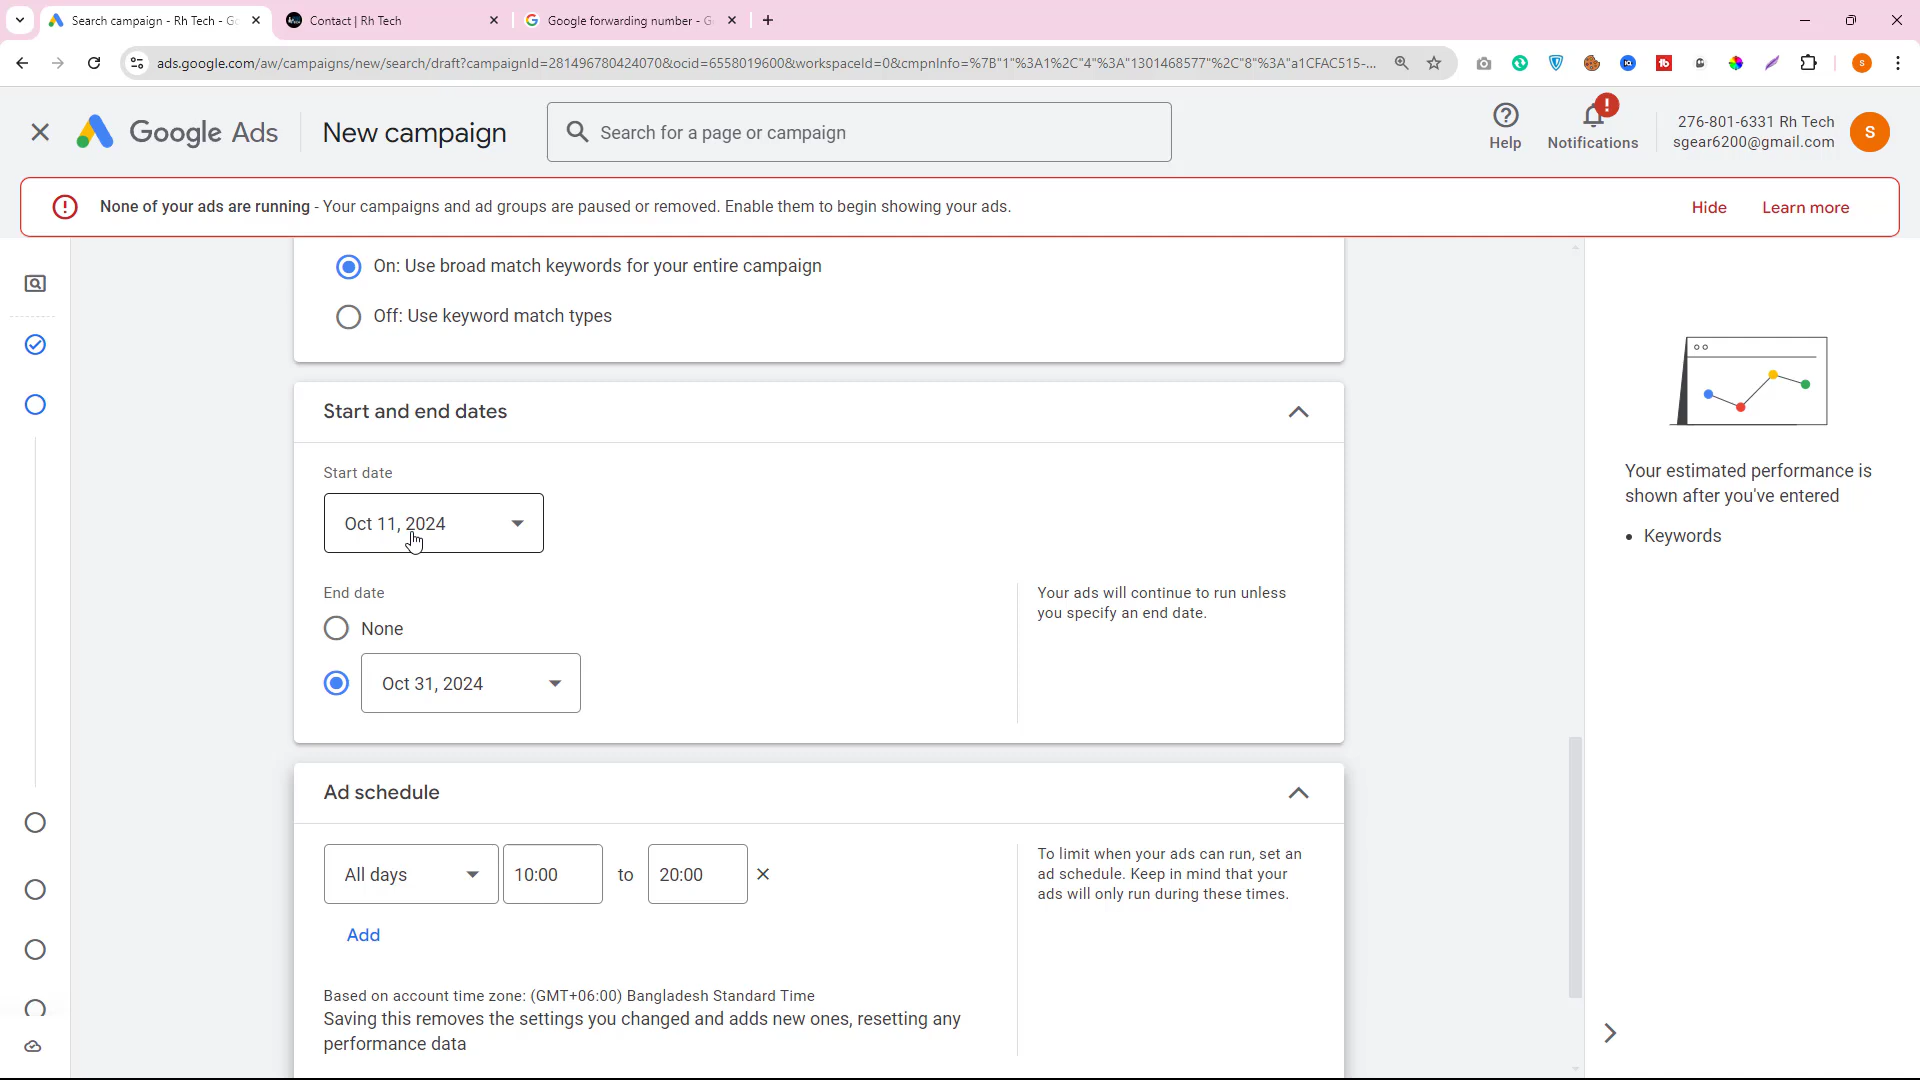 Search campaign - Rh Tech - Go
Contact | Rh Tech
Google forwarding number - G
ads.google.com/aw/campaigns/new/search/draft?campaignId=281496780424070&ocid=6558019600&workspaceId=0&cmpnInfo=%7B"1"%3A1%2C"4"%3A"1301468577"%2C"8"%3A"a1CFAC515-...
Google Ads
New campaign
Search for a page or campaign
Help
Notifications
276-801-6331 Rh Tech
sgear6200@gmail.com
S
None of your ads are running - Your campaigns and ad groups are paused or removed. Enable them to begin showing your ads.
Hide
Learn more
On: Use broad match keywords for your entire campaign
Off: Use keyword match types
Start and end dates
Start date
Oct 11, 2024
End date
None
Oct 31, 2024
Your ads will continue to run unless
you specify an end date.
Ad schedule
All days
10:00
to
20:00
Add
To limit when your ads can run, set an
ad schedule. Keep in mind that your
ads will only run during these times.
Based on account time zone: (GMT+06:00) Bangladesh Standard Time
Saving this removes the settings you changed and adds new ones, resetting any
performance data
Your estimated performance is
shown after you've entered
• Keywords